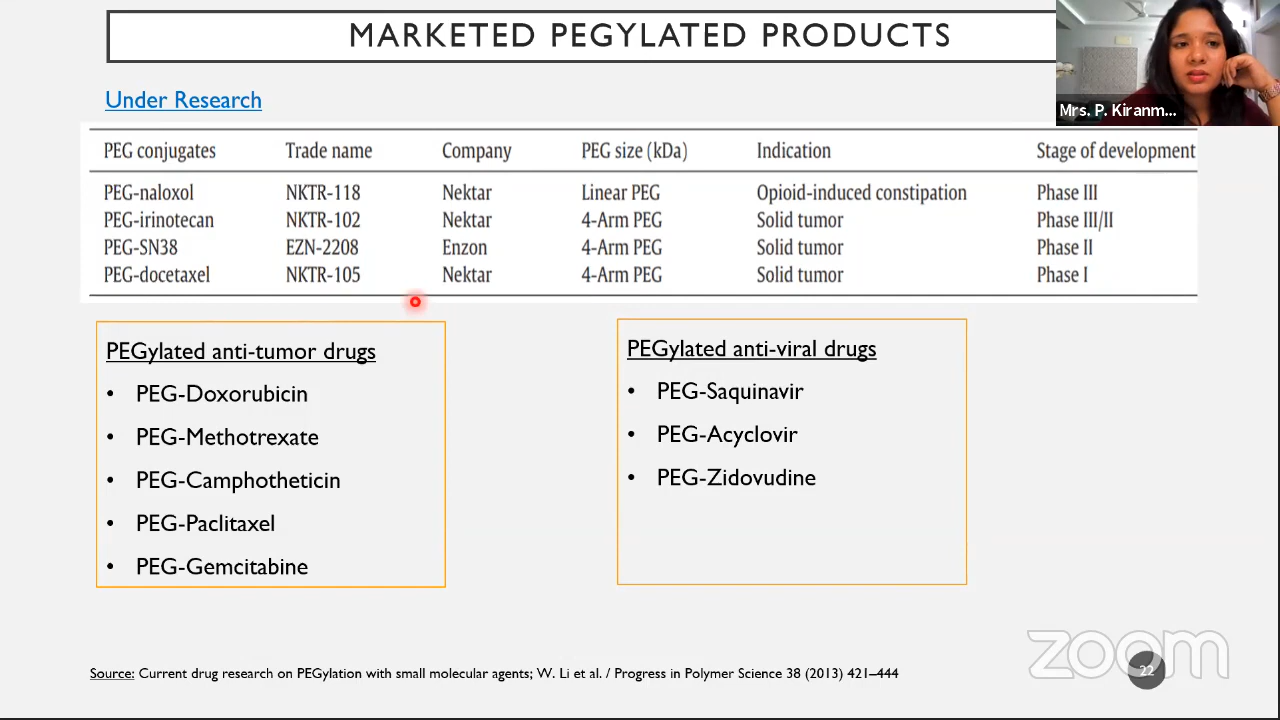 MARKETED PEGYLATED PRODUCTS
Mrs. P. Kiranm...
Under Research
PEG conjugates Trade name Company PEG size (kDa) Indication Stage of development
PEG-naloxol NKTR-118 Nektar Linear PEG Opioid-induced constipation Phase III
PEG-irinotecan NKTR-102 Nektar 4-Arm PEG Solid tumor Phase III/II
PEG-SN38 EZN-2208 Enzon 4-Arm PEG Solid tumor Phase II
PEG-docetaxel NKTR-105 Nektar 4-Arm PEG Solid tumor Phase I
PEGylated anti-tumor drugs
• PEG-Doxorubicin
• PEG-Methotrexate
• PEG-Camphotheticin
• PEG-Paclitaxel
• PEG-Gemcitabine
PEGylated anti-viral drugs
• PEG-Saquinavir
• PEG-Acyclovir
• PEG-Zidovudine
Source: Current drug research on PEGylation with small molecular agents; W. Li et al. / Progress in Polymer Science 38 (2013) 421–444
zoom
22